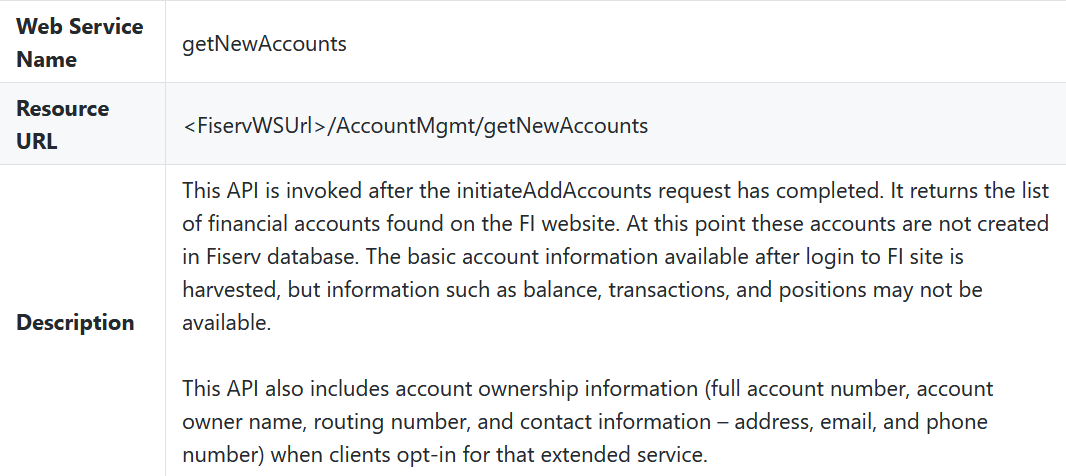 Web Service
Name
getNewAccounts
Resource
URL
<FiservWSUrl>/AccountMgmt/getNewAccounts
Description
This API is invoked after the initiateAddAccounts request has completed. It returns the list
of financial accounts found on the FI website. At this point these accounts are not created
in Fiserv database. The basic account information available after login to FI site is
harvested, but information such as balance, transactions, and positions may not be
available.
This API also includes account ownership information (full account number, account
owner name, routing number, and contact information – address, email, and phone
number) when clients opt-in for that extended service.